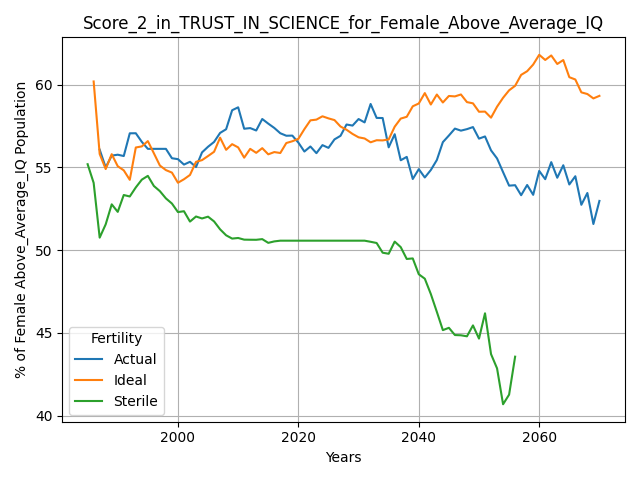 Score_2_in_TRUST_IN_SCIENCE_for_Female_Above_Average_IQ
% of Female Above_Average_IQ Population
60
55
50
45
40
Fertility
Actual
Ideal
Sterile
2000
2020
2040
2060
Years